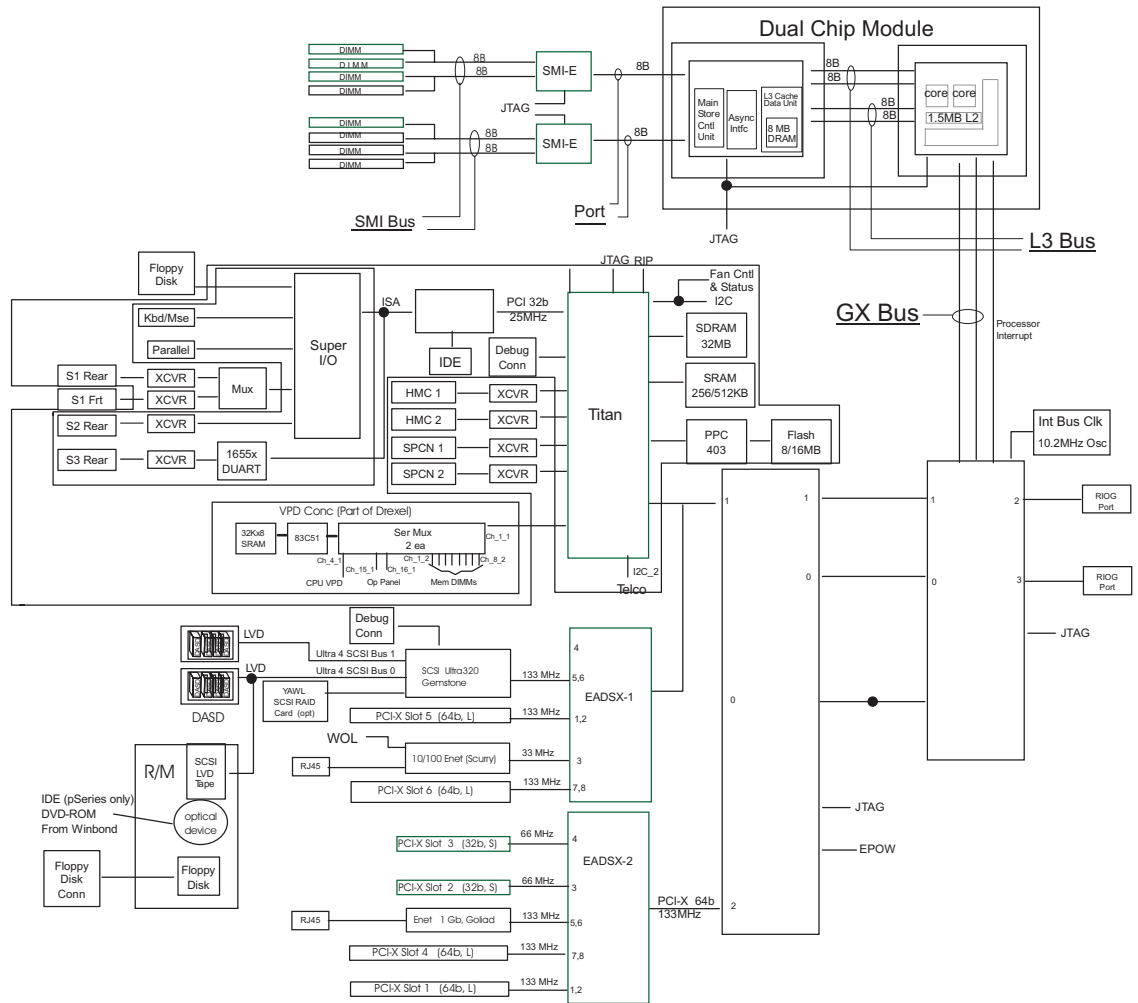 Dual Chip Module
DIMM
DIMM
DIMM
DIMM
8B
8B
SMI-E
8B
JTAG
DIMM
DIMM
DIMM
DIMM
8B
8B
JTAG
SMI-E
8B
Main
Store
Cntl
Unit
Async
Intfc
L3 Cache
Data Unit
8 MB
DRAM
8B
8B
8B
8B
core
core
1.5MB L2
SMI Bus
Port
JTAG
L3 Bus
GX Bus
Processor
Interrupt
Floppy
Disk
Kbd/Mse
Parallel
S1 Rear
XCVR
S1 Frt
XCVR
Mux
S2 Rear
XCVR
S3 Rear
XCVR
1655x
DUART
Super
I/O
ISA
IDE
PCI 32b
25MHz
Debug
Conn
JTAG
RIP
Fan Cntl
& Status
I2C
SDRAM
32MB
SRAM
256/512KB
HMC 1
XCVR
HMC 2
XCVR
SPCN 1
XCVR
SPCN 2
XCVR
Titan
PPC
403
Flash
8/16MB
Int Bus Clk
10.2MHz Osc
VPD Conc (Part of Drexel)
32Kx8
SRAM
83C51
Ser Mux
2 ea
Ch_1_1
Ch_4_1
Ch_15_1
Ch_16_1
Ch_1_2
Ch_8_2
CPU VPD
Op Panel
Mem DIMMs
I2C_2
Telco
1
1
0
0
2
1
0
2
3
RIOG
Port
RIOG
Port
JTAG
Debug
Conn
LVD
Ultra 4 SCSI Bus 1
LVD
Ultra 4 SCSI Bus 0
DASD
SCSI Ultra320
Gemstone
133 MHz
YAWL
SCSI RAID
Card (opt)
PCI-X Slot 5 (64b, L)
133 MHz
WOL
RJ45
10/100 Enet (Scurry)
33 MHz
PCI-X Slot 6 (64b, L)
133 MHz
4
5,6
1,2
3
7,8
EADSX-1
R/M
SCSI
LVD
Tape
optical
device
IDE (pSeries only)
DVD-ROM
From Winbond
Floppy
Disk
Conn
Floppy
Disk
PCI-X Slot 3 (32b, S)
66 MHz
PCI-X Slot 2 (32b, S)
66 MHz
RJ45
Enet 1 Gb, Goliad
133 MHz
PCI-X Slot 4 (64b, L)
133 MHz
PCI-X Slot 1 (64b, L)
133 MHz
4
3
5,6
7,8
1,2
EADSX-2
PCI-X 64b
133MHz
JTAG
EPOW